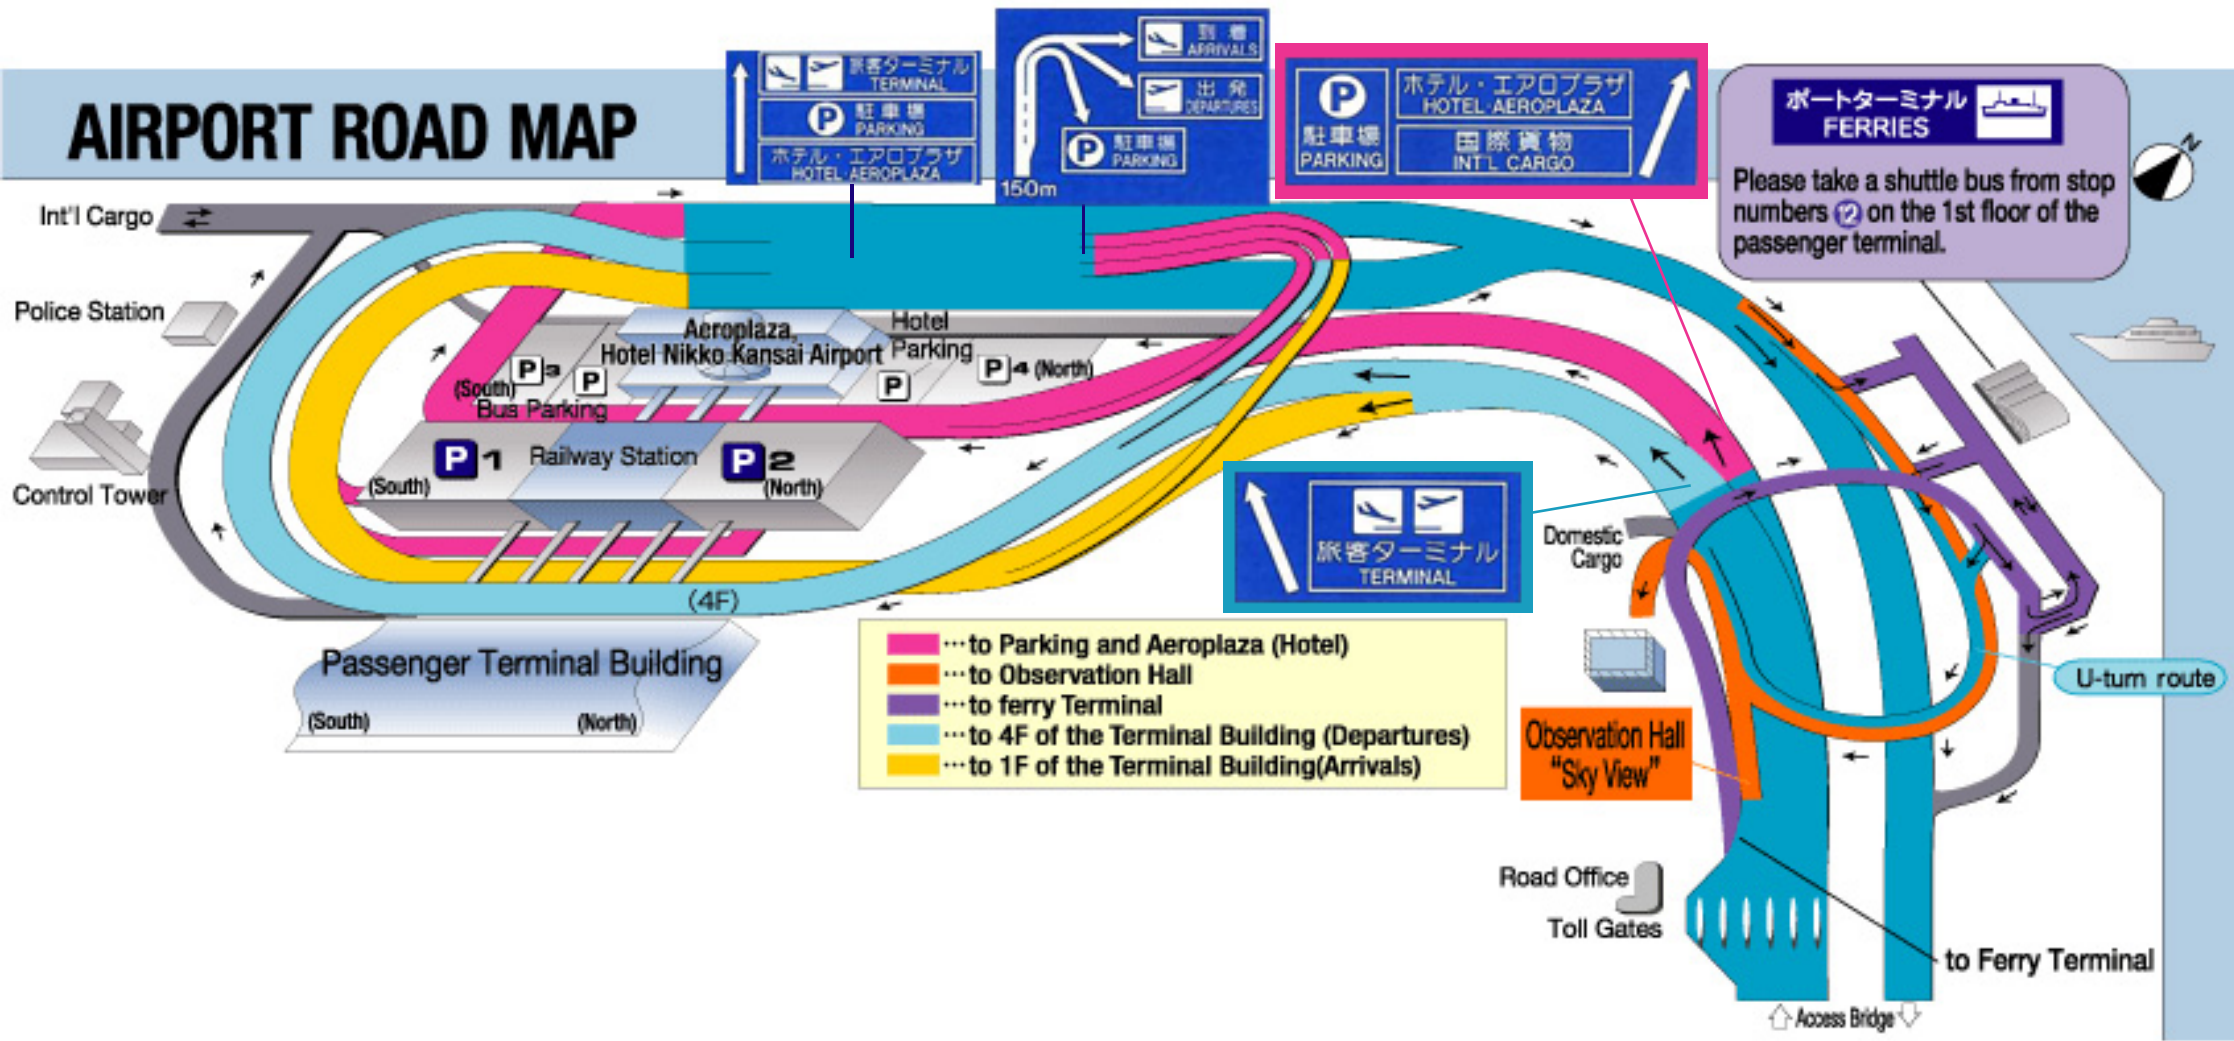 AIRPORT ROAD MAP
旅客ターミナル
TERMINAL
P 駐車場
PARKING
ホテル・エアロプラザ
HOTEL·AEROPLAZA
到着
ARRIVALS
出発
DEPARTURES
P 駐車場
PARKING
150m
P
駐車場
PARKING
ホテル・エアロプラザ
HOTEL·AEROPLAZA
国際貨物
INT'L CARGO
ポートターミナル
FERRIES
Please take a shuttle bus from stop
numbers ⑫ on the 1st floor of the
passenger terminal.
N
Int'l Cargo
Police Station
Control Tower
Aeroplaza,
Hotel Nikko Kansai Airport
Hotel
Parking
P3
(South)
P
Bus Parking
P
P4 (North)
P1
(South)
Railway Station
P2
(North)
(4F)
Passenger Terminal Building
(South)
(North)
旅客ターミナル
TERMINAL
Domestic
Cargo
···to Parking and Aeroplaza (Hotel)
···to Observation Hall
···to ferry Terminal
···to 4F of the Terminal Building (Departures)
···to 1F of the Terminal Building(Arrivals)
U-turn route
Observation Hall
“Sky View”
Road Office
Toll Gates
to Ferry Terminal
Access Bridge